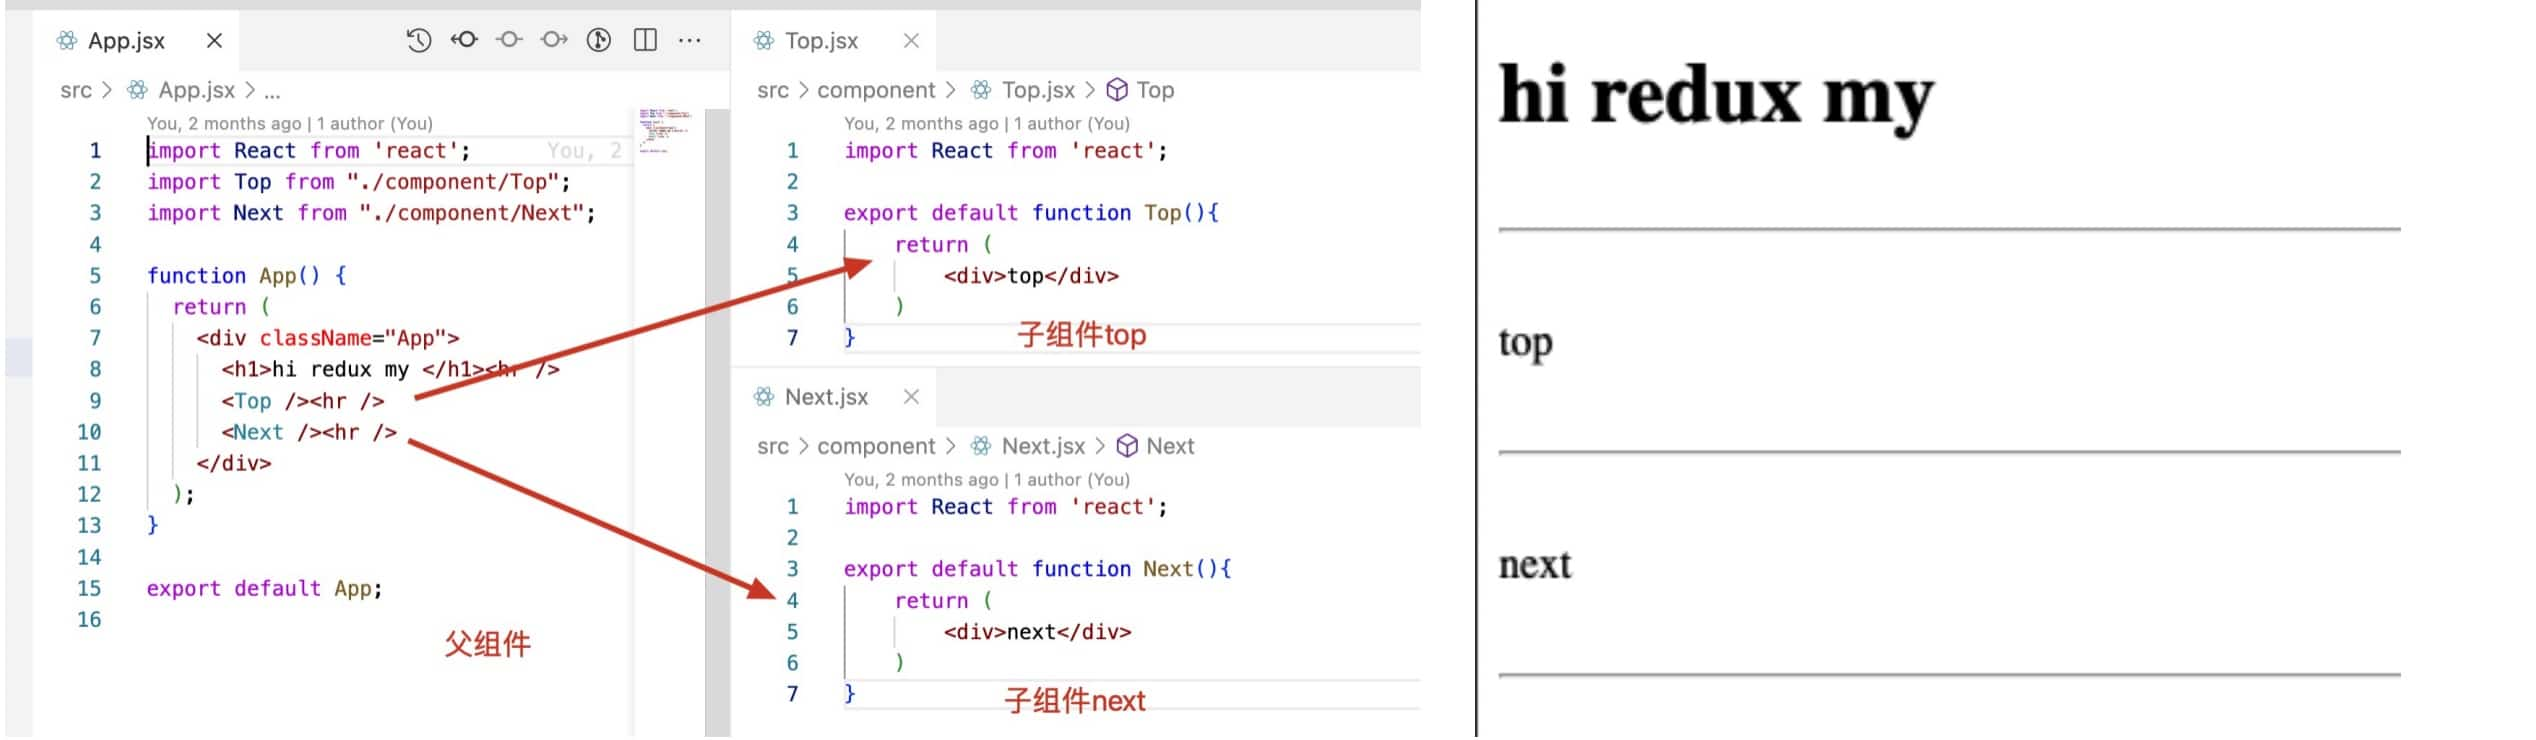 App.jsx
src > App.jsx > ...
You, 2 months ago | 1 author (You)
1 import React from 'react'; You, 2
2 import Top from "./component/Top";
3 import Next from "./component/Next";
4
5 function App() {
6 return (
7 <div className="App">
8 <h1>hi redux my </h1><hr />
9 <Top /><hr />
10 <Next /><hr />
11 </div>
12 );
13 }
14
15 export default App;
16
父组件
Top.jsx
src > component > Top.jsx > Top
You, 2 months ago | 1 author (You)
1 import React from 'react';
2
3 export default function Top(){
4 return (
5 <div>top</div>
6 )
7 }
子组件top
Next.jsx
src > component > Next.jsx > Next
You, 2 months ago | 1 author (You)
1 import React from 'react';
2
3 export default function Next(){
4 return (
5 <div>next</div>
6 )
7 }
子组件next
hi redux my
top
next